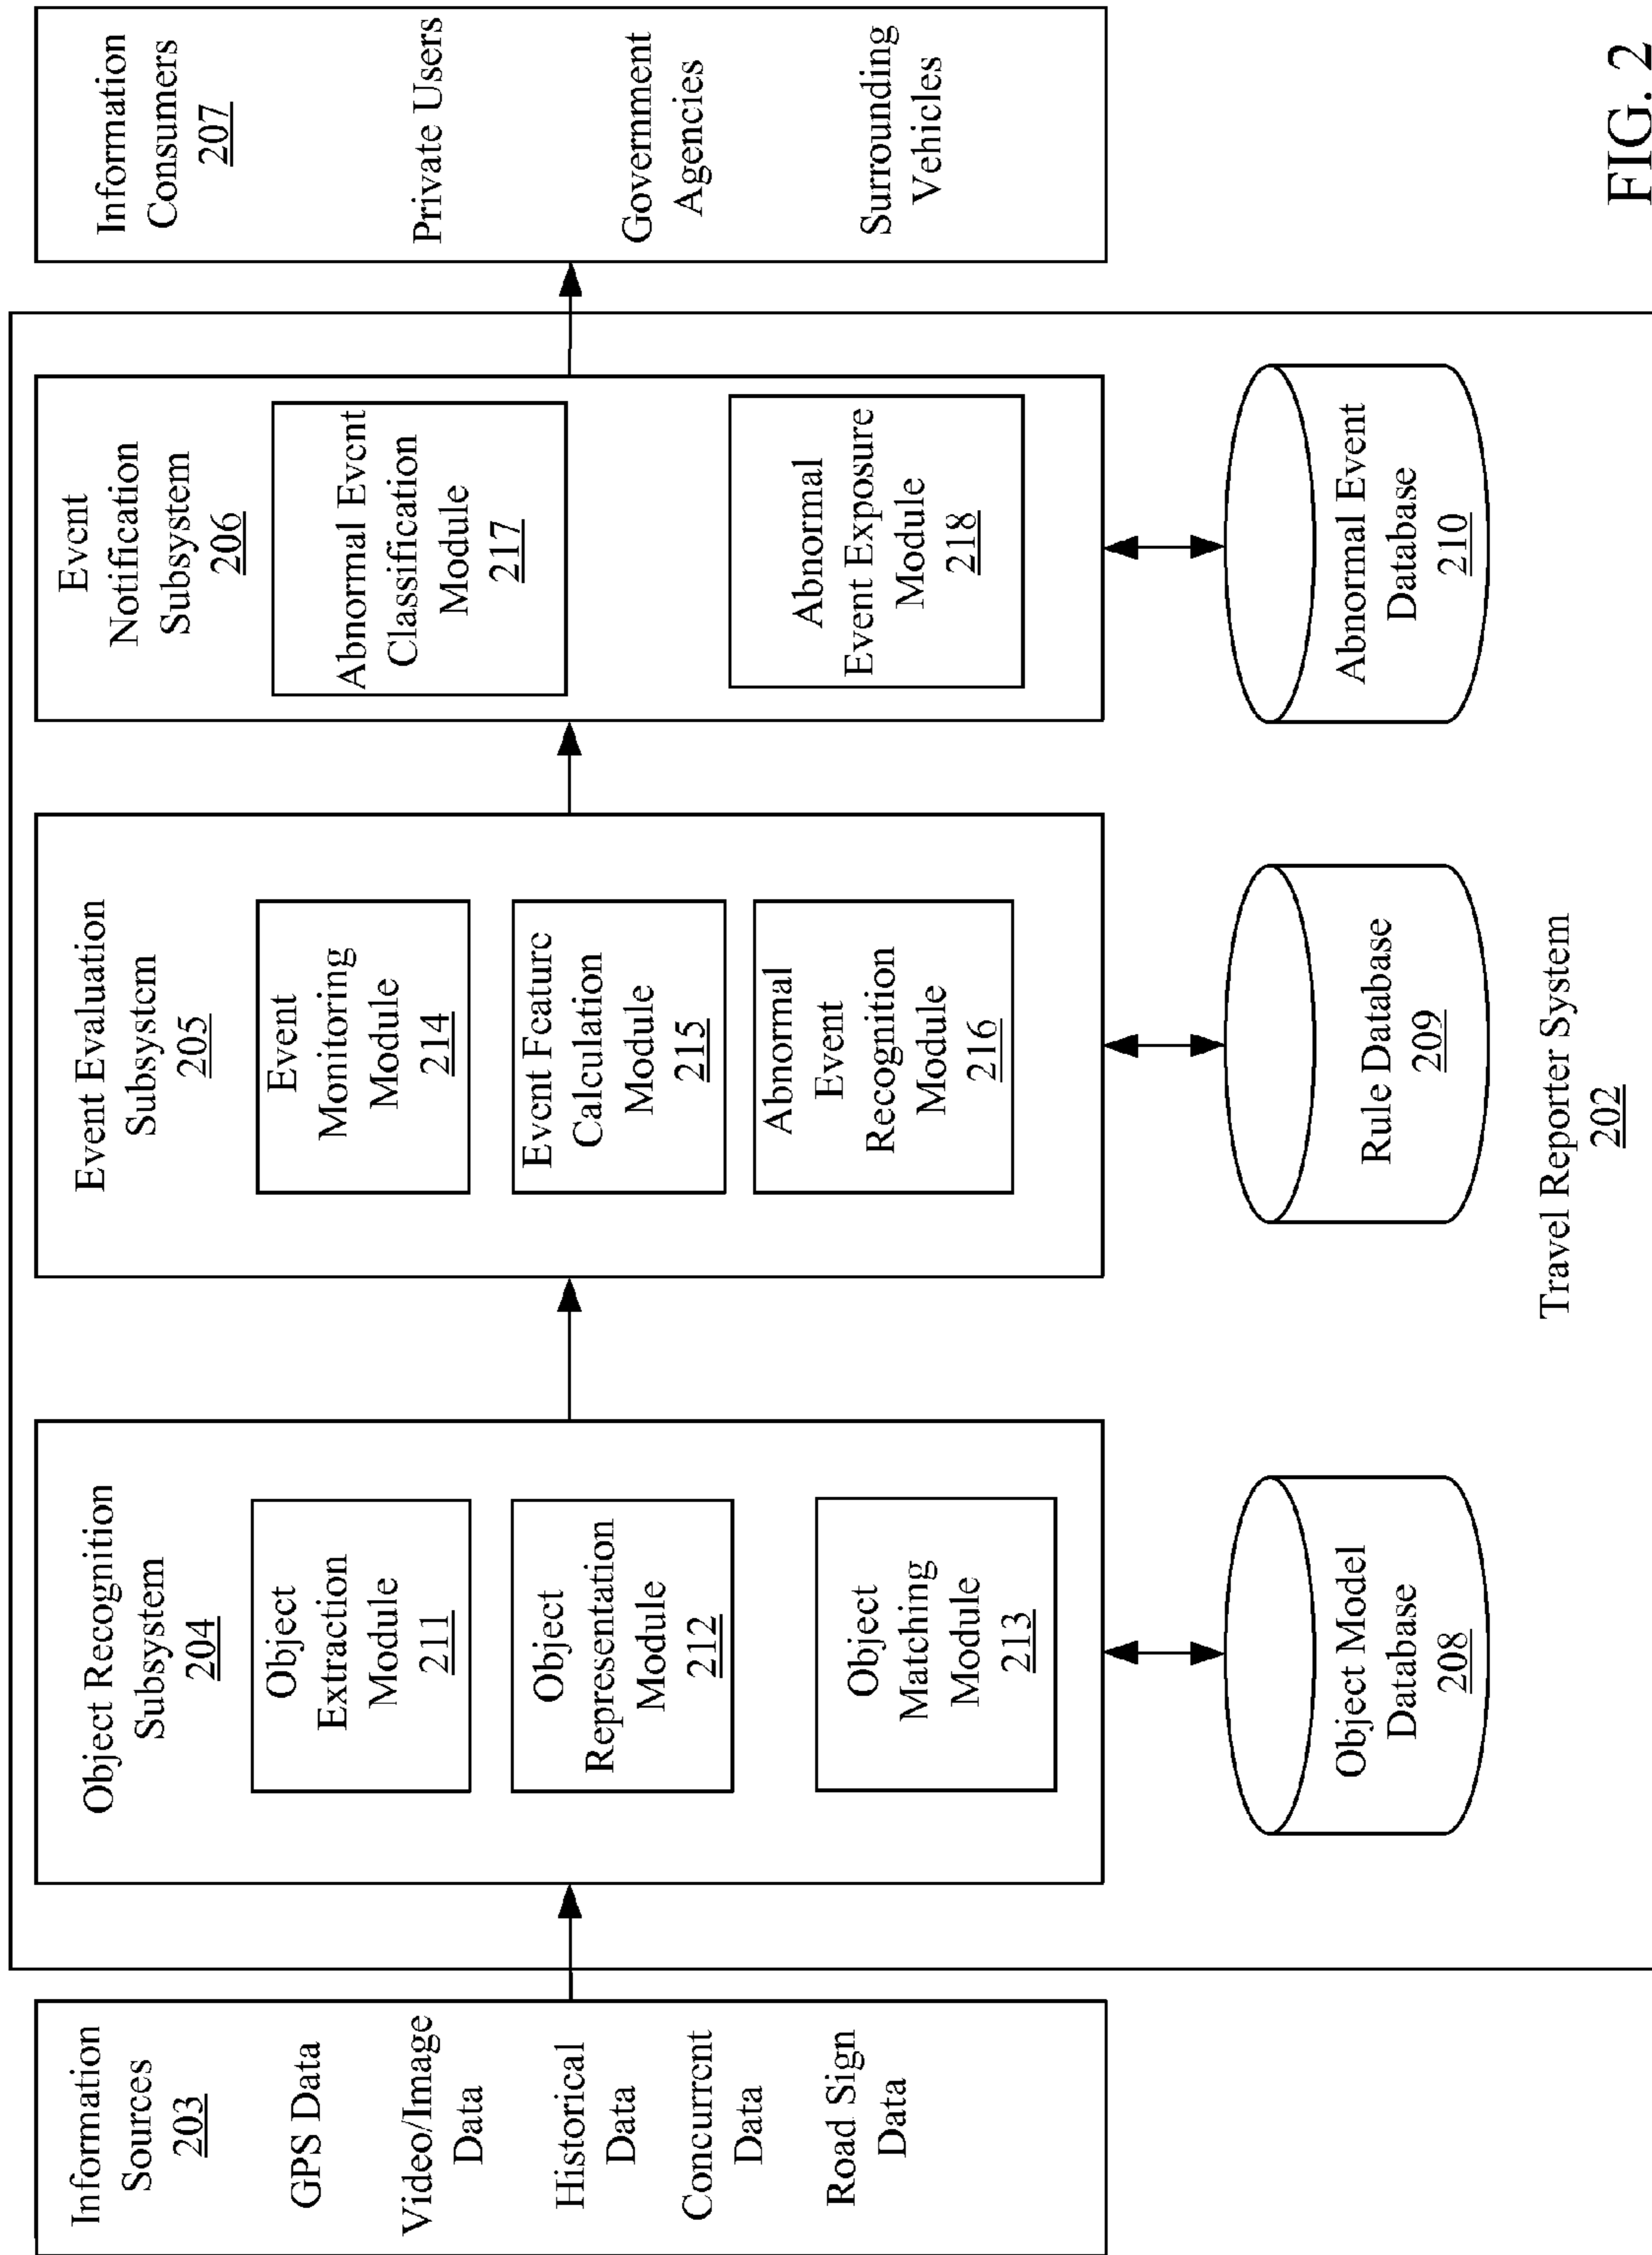 Information
Sources
203
GPS Data
Video/Image
Data
Historical
Data
Concurrent
Data
Road Sign
Data
Object Recognition
Subsystem
204
Object
Extraction
Module
211
Object
Representation
Module
212
Object
Matching
Module
213
Object Model
Database
208
Event Evaluation
Subsystem
205
Event
Monitoring
Module
214
Event Feature
Calculation
Module
215
Abnormal
Event
Recognition
Module
216
Rule Database
209
Event
Notification
Subsystem
206
Abnormal Event
Classification
Module
217
Abnormal
Event Exposure
Module
218
Abnormal Event
Database
210
Travel Reporter System
202
Information
Consumers
207
Private Users
Government
Agencies
Surrounding
Vehicles
FIG. 2